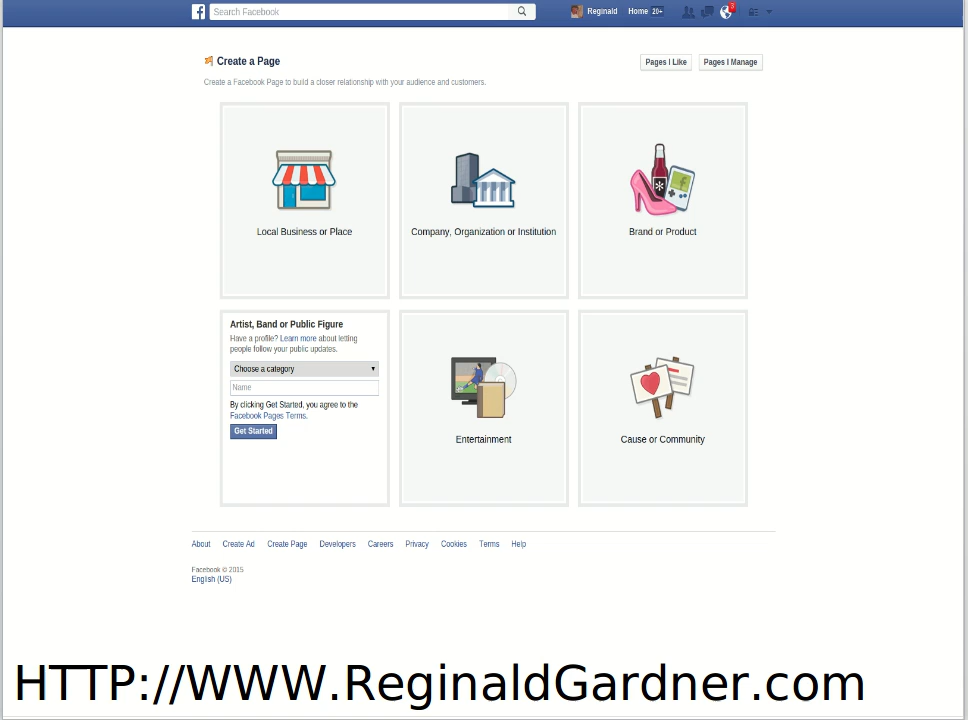 Search Facebook
Reginald Home 20+ 3
Create a Page
Pages I Like Pages I Manage
Create a Facebook Page to build a closer relationship with your audience and customers.
Local Business or Place
Company, Organization or Institution
Brand or Product
Artist, Band or Public Figure
Have a profile? Learn more about letting
people follow your public updates.
Choose a category
Name
By clicking Get Started, you agree to the
Facebook Pages Terms.
Get Started
Entertainment
Cause or Community
About Create Ad Create Page Developers Careers Privacy Cookies Terms Help
Facebook © 2015
English (US)
HTTP://WWW.ReginaldGardner.com